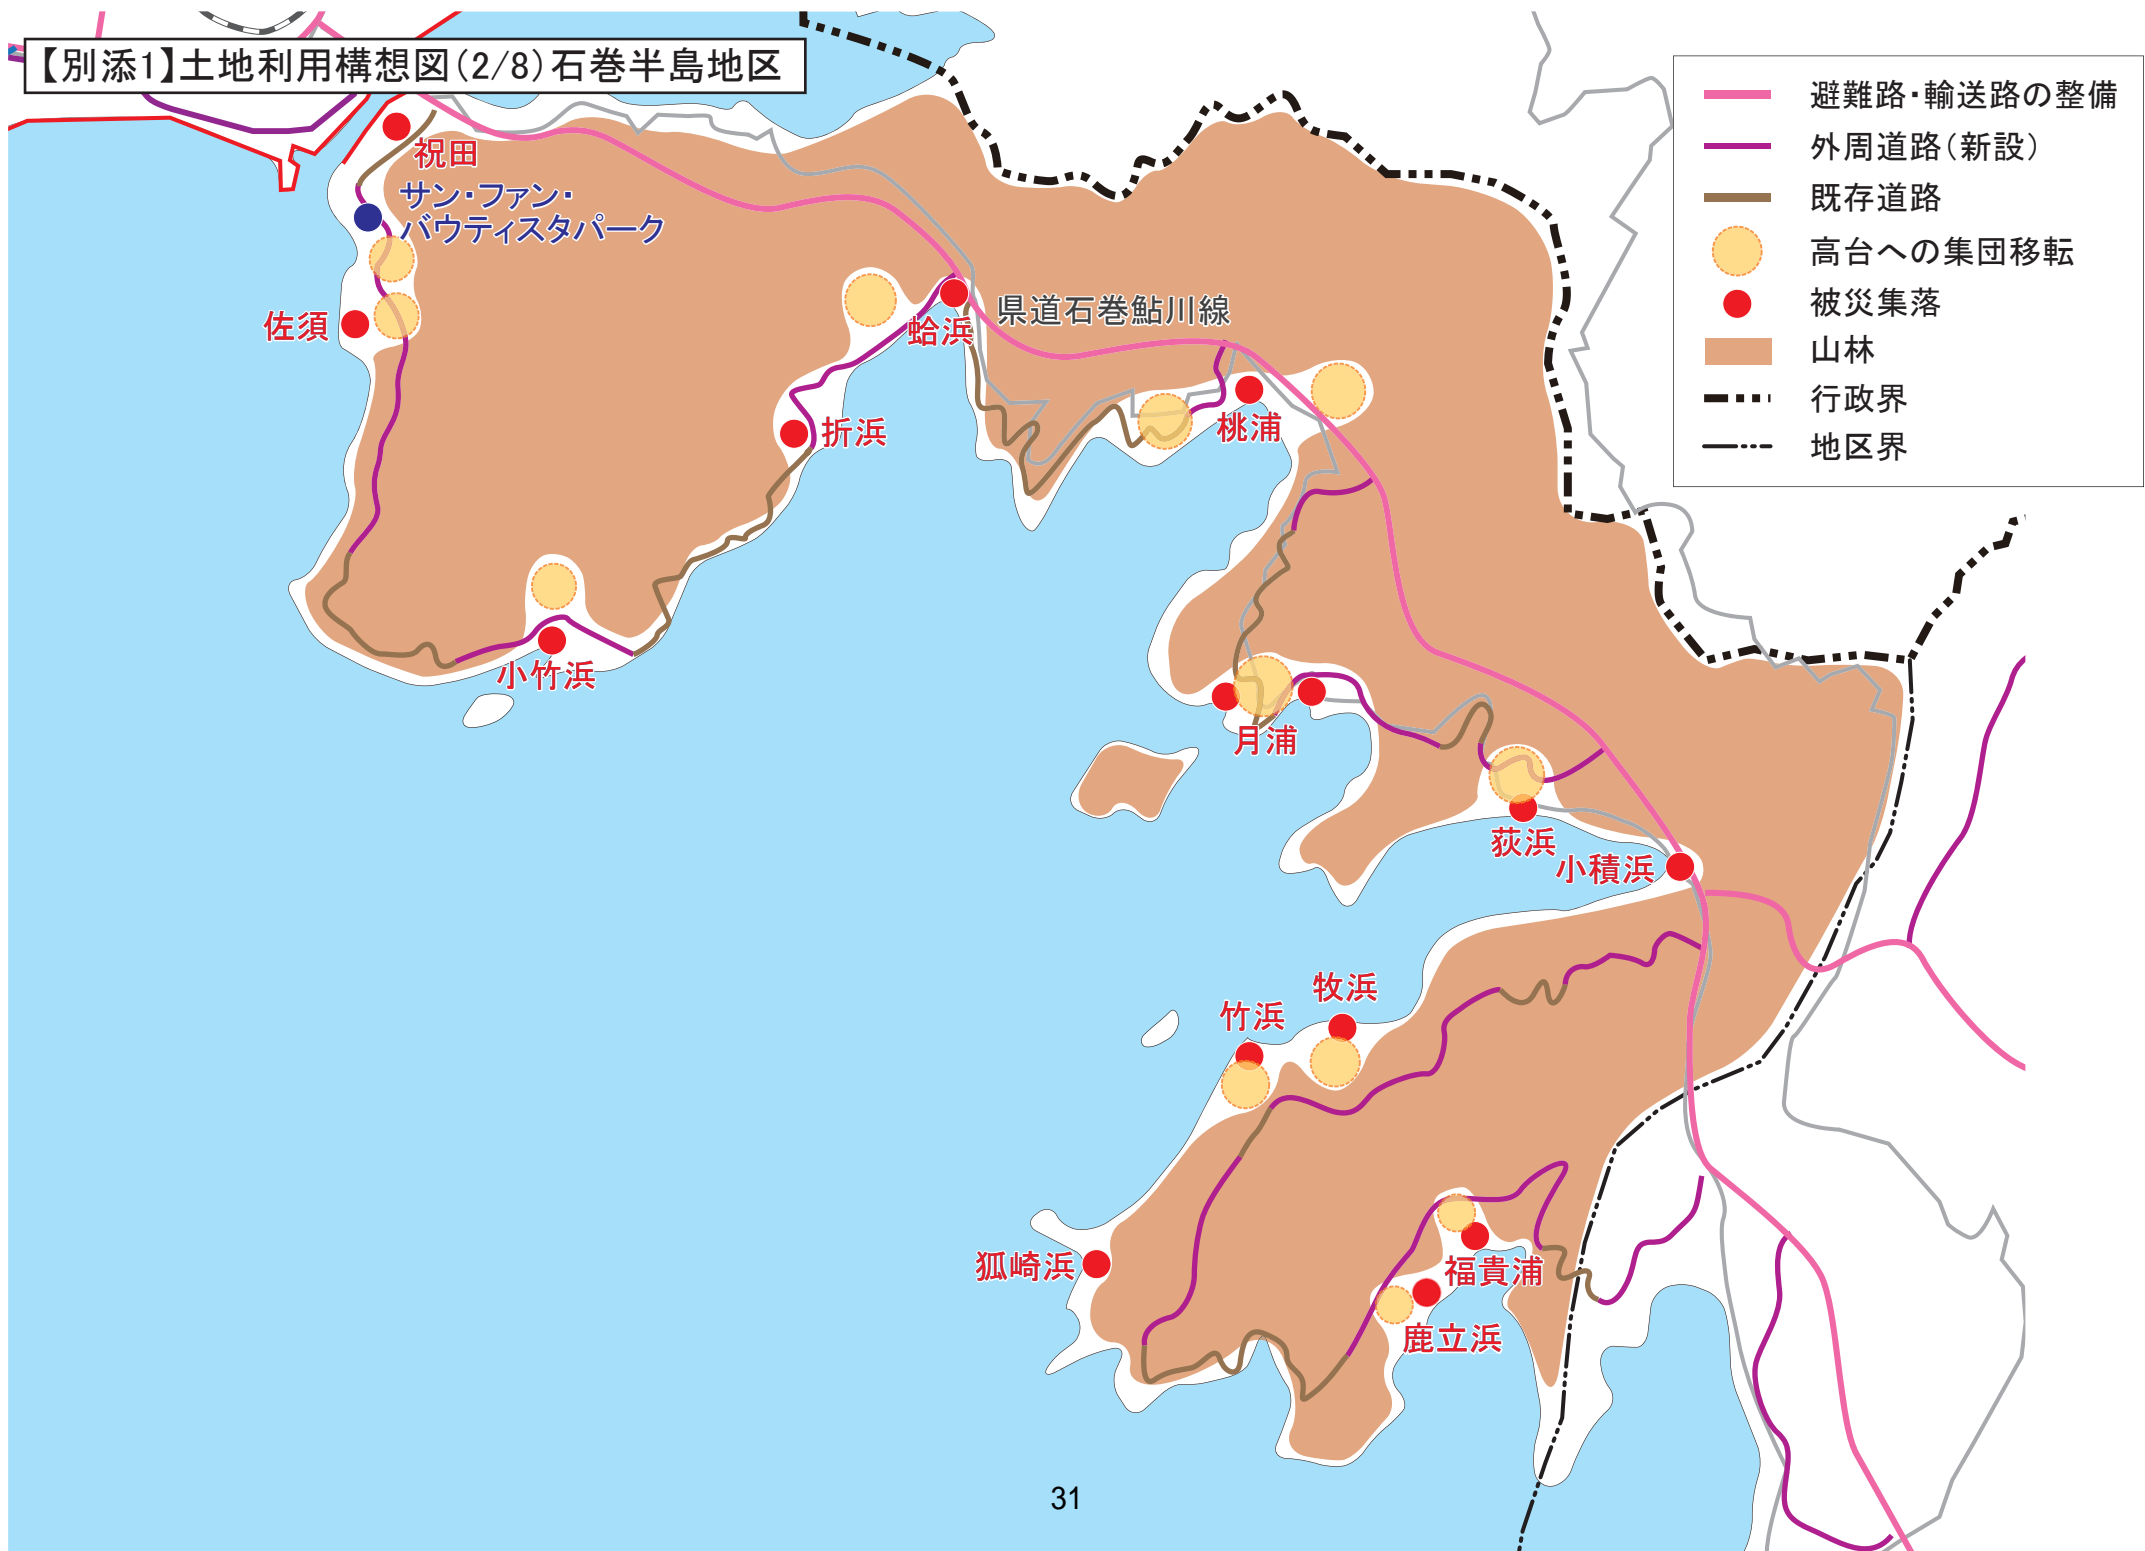 【別添1】土地利用構想図(2/8)石巻半島地区
避難路・輸送路の整備
外周道路(新設)
既存道路
高台への集団移転
被災集落
山林
行政界
地区界
祝田
サン・ファン・
バウティスタパーク
佐須
蛤浜
県道石巻鮎川線
折浜
桃浦
小竹浜
月浦
荻浜
小積浜
牧浜
竹浜
狐崎浜
福貴浦
鹿立浜
31